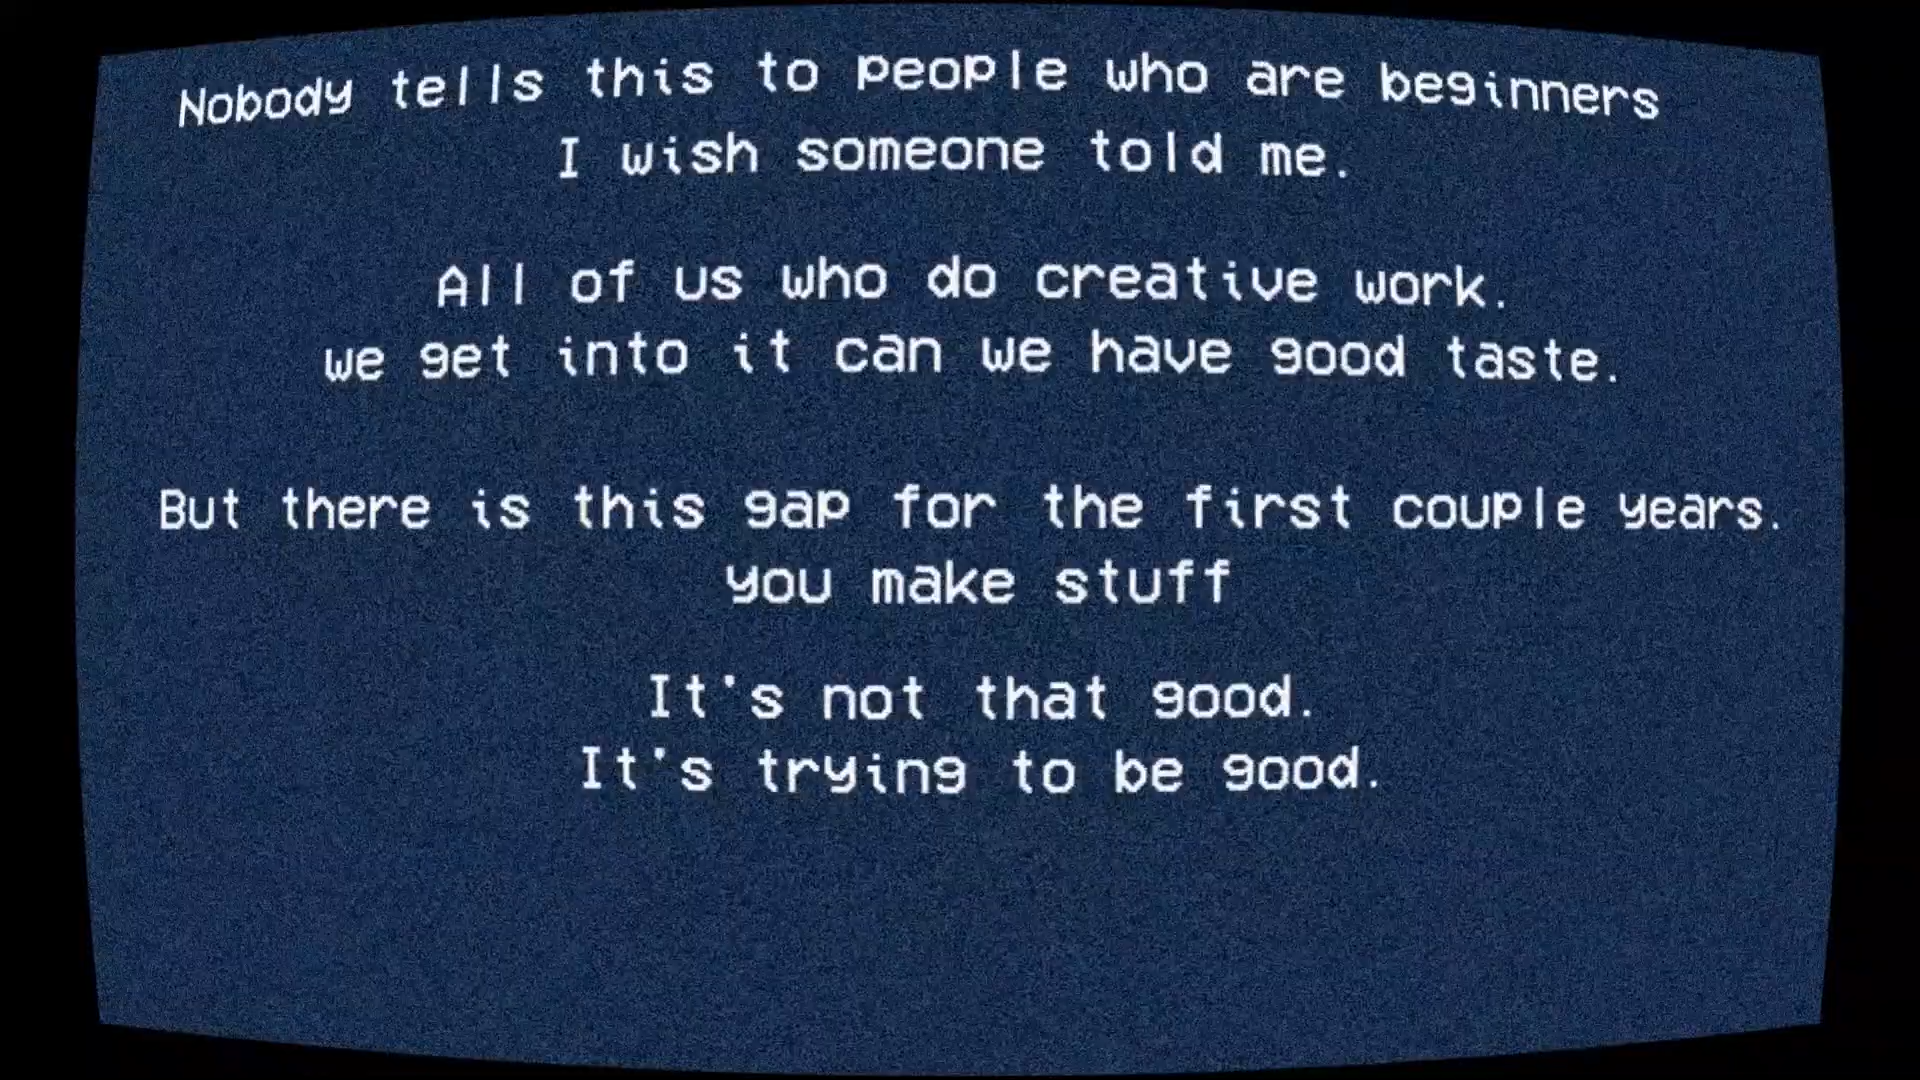 Nobody tells this to people who are beginners
I wish someone told me.
All of us who do creative work.
we get into it can we have good taste.
But there is this gap for the first couple years.
you make stuff
It's not that good.
It's trying to be good.